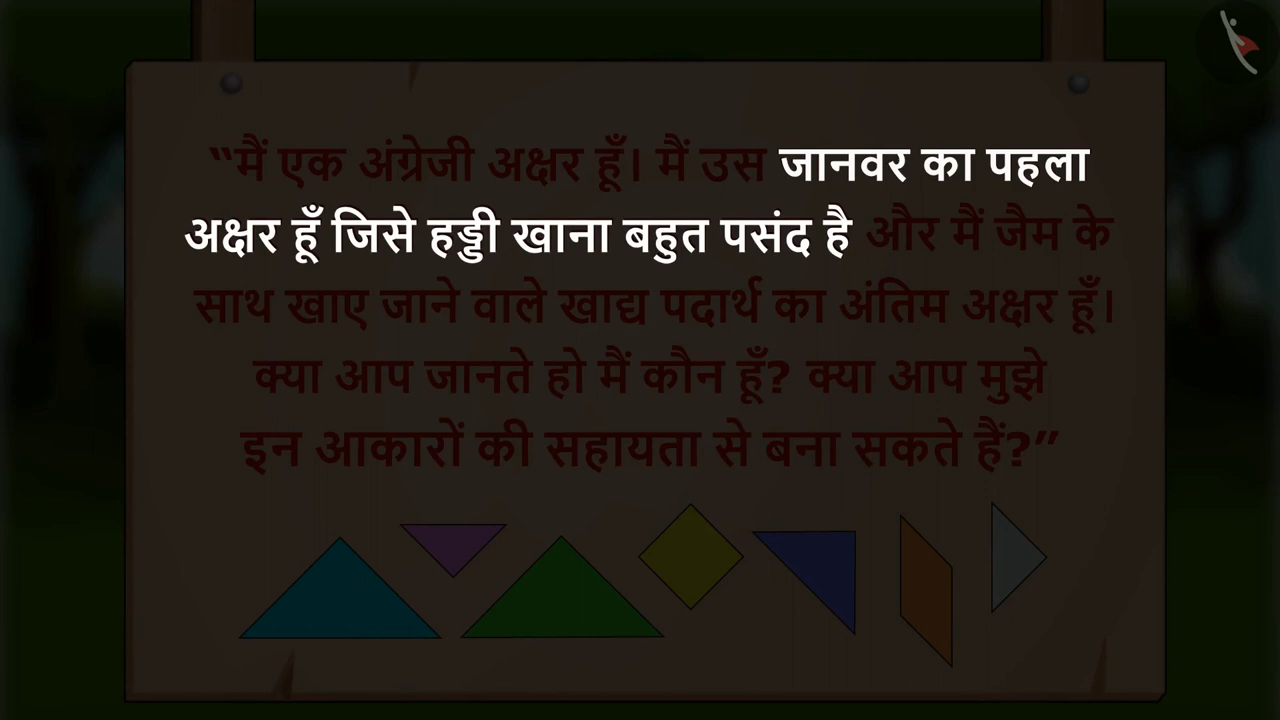 “मैं एक अंग्रेजी अक्षर हूँ। मैं उस जानवर का पहला
अक्षर हूँ जिसे हड्डी खाना बहुत पसंद है और मैं जैम के
साथ खाए जाने वाले खाद्य पदार्थ का अंतिम अक्षर हूँ।
क्या आप जानते हो मैं कौन हूँ? क्या आप मुझे
इन आकारों की सहायता से बना सकते हैं?”